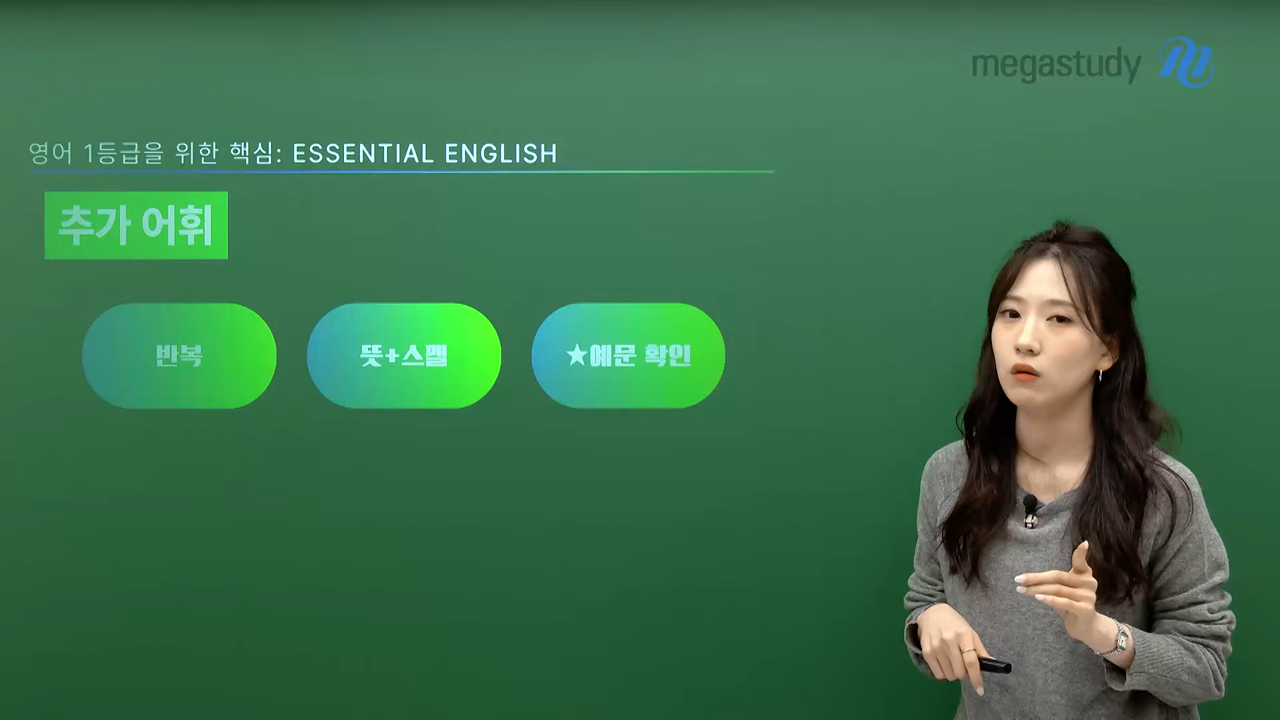 megastudy
영어 1등급을 위한 핵심: ESSENTIAL ENGLISH
추가 어휘
반복
뜻+스펠
★예문 확인